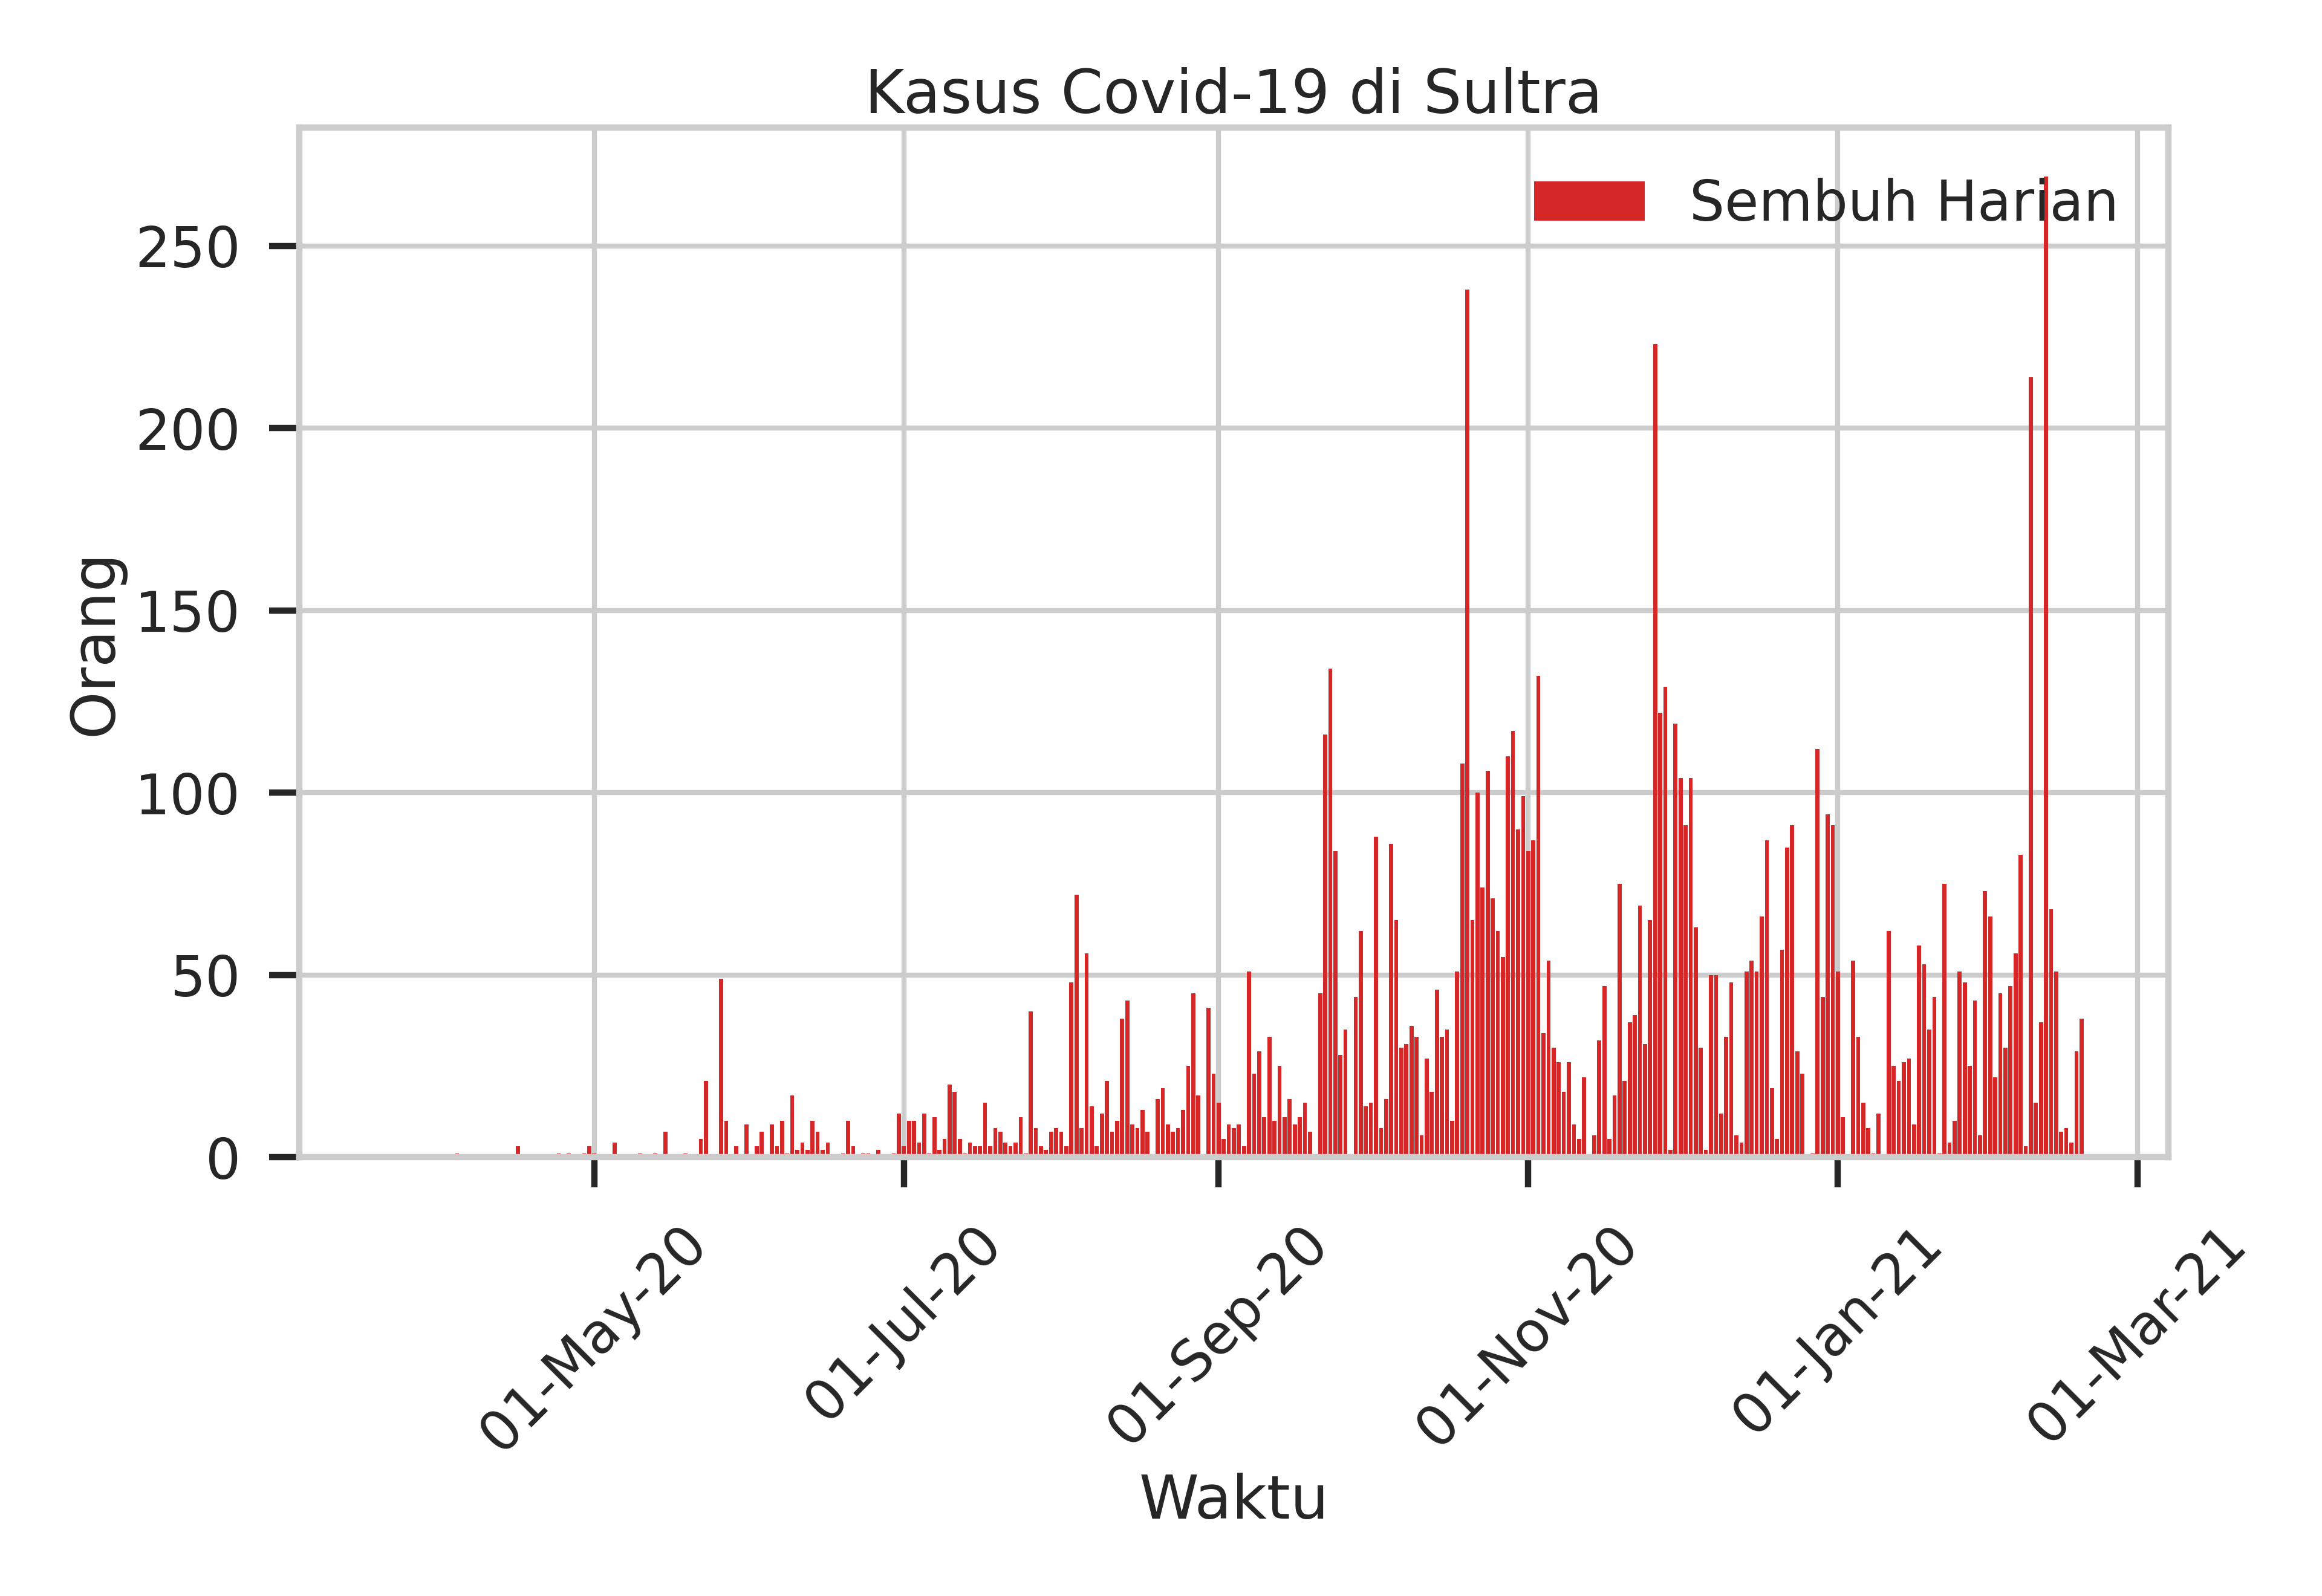 Kasus Covid-19 di Sultra
Sembuh Harian
Orang
250
200
150
100
50
0
01-May-20
01-Jul-20
01-Sep-20
01-Nov-20
01-Jan-21
01-Mar-21
Waktu